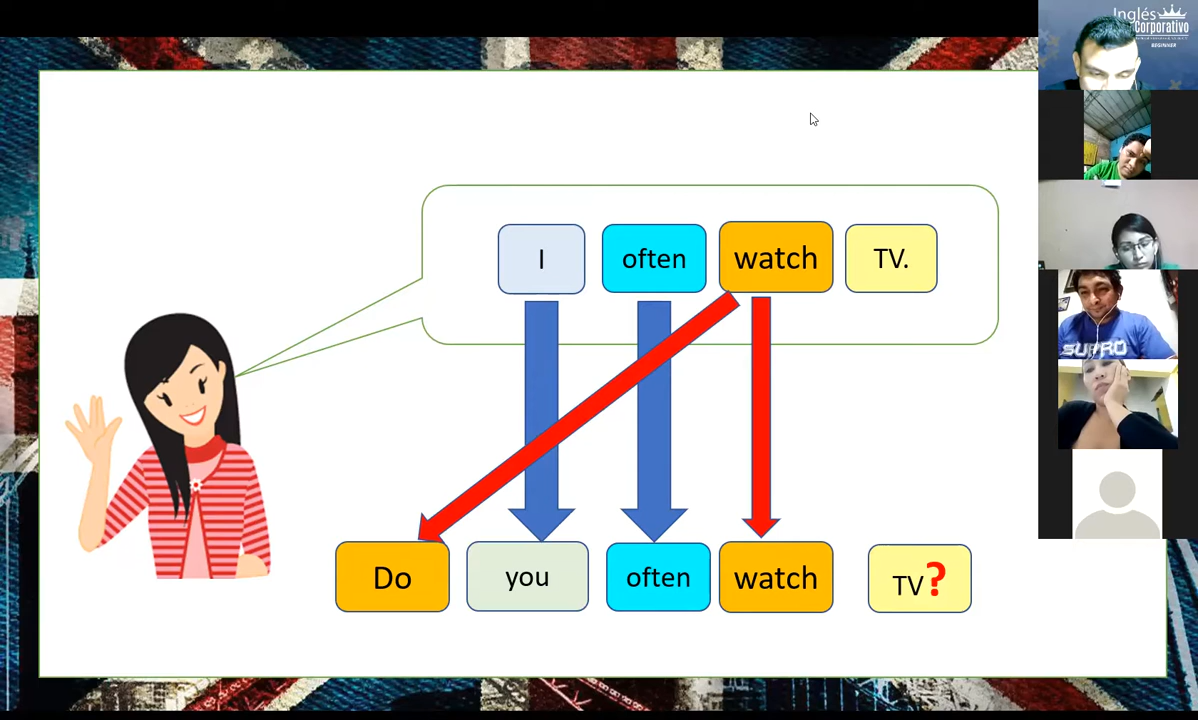 Inglés
Corporativo
BEGINNER
I often watch TV.
SUPRO
Do you often watch TV?